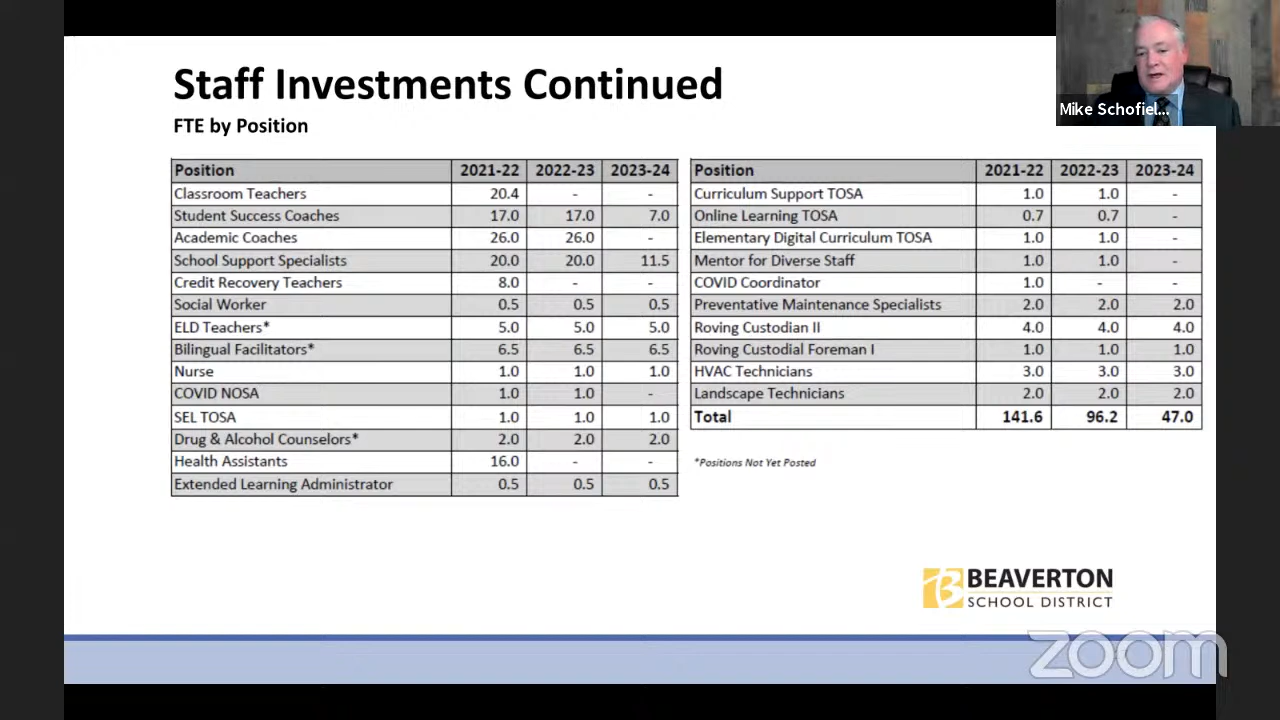 Staff Investments Continued
FTE by Position
Mike Schofiel...
Position 2021-22 2022-23 2023-24
Classroom Teachers 20.4 - -
Student Success Coaches 17.0 17.0 7.0
Academic Coaches 26.0 26.0 -
School Support Specialists 20.0 20.0 11.5
Credit Recovery Teachers 8.0 - -
Social Worker 0.5 0.5 0.5
ELD Teachers* 5.0 5.0 5.0
Bilingual Facilitators* 6.5 6.5 6.5
Nurse 1.0 1.0 1.0
COVID NOSA 1.0 1.0 -
SEL TOSA 1.0 1.0 1.0
Drug & Alcohol Counselors* 2.0 2.0 2.0
Health Assistants 16.0 - -
Extended Learning Administrator 0.5 0.5 0.5
Position 2021-22 2022-23 2023-24
Curriculum Support TOSA 1.0 1.0 -
Online Learning TOSA 0.7 0.7 -
Elementary Digital Curriculum TOSA 1.0 1.0 -
Mentor for Diverse Staff 1.0 1.0 -
COVID Coordinator 1.0 - -
Preventative Maintenance Specialists 2.0 2.0 2.0
Roving Custodian II 4.0 4.0 4.0
Roving Custodial Foreman I 1.0 1.0 1.0
HVAC Technicians 3.0 3.0 3.0
Landscape Technicians 2.0 2.0 2.0
Total 141.6 96.2 47.0
*Positions Not Yet Posted
BEAVERTON
SCHOOL DISTRICT
zoom